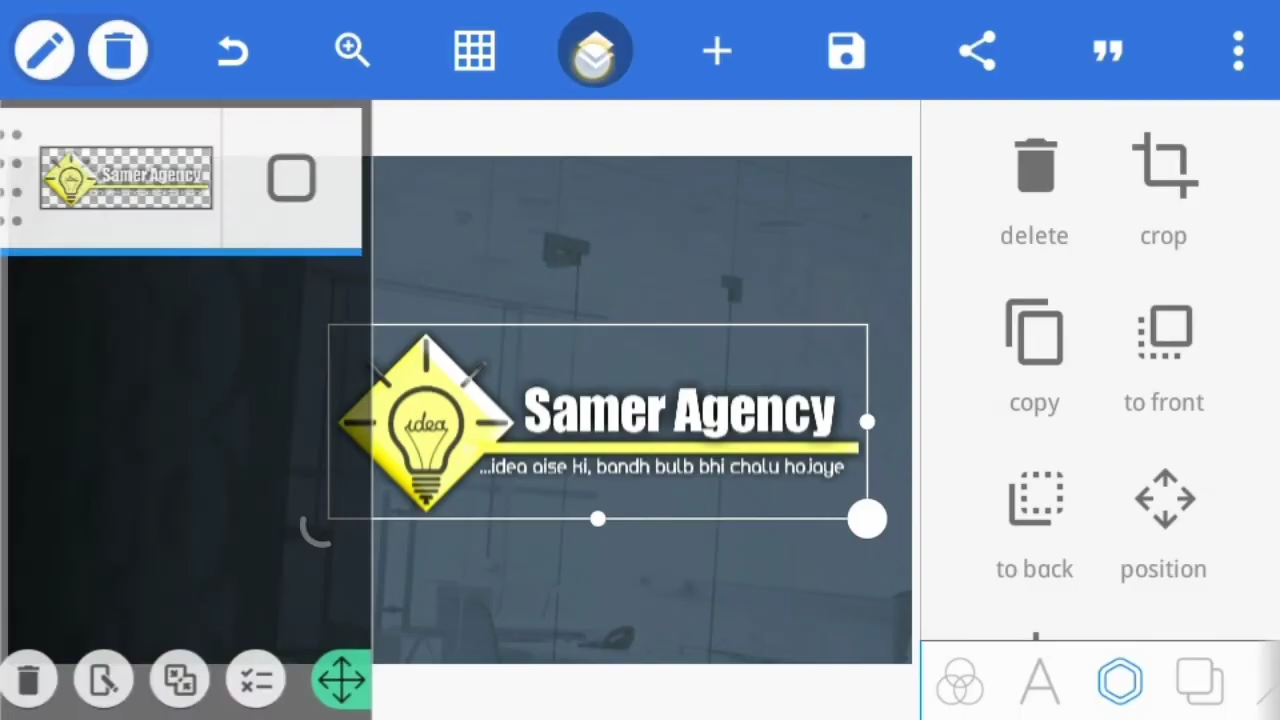 Samer Agency
delete
crop
copy
to front
idea
Samer Agency
...idea aise ki, bandh bulb bhi chalu hojaye
to back
position
A